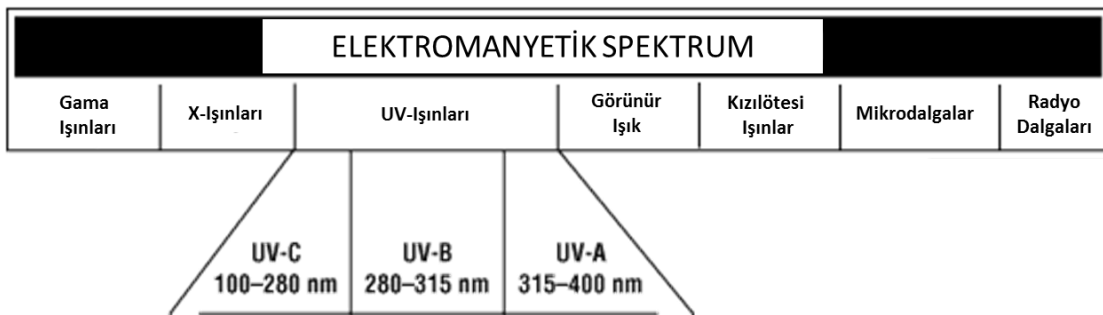 ELEKTROMANYETİK SPEKTRUM
Gama
Işınları
X-Işınları
UV-Işınları
Görünür
Işık
Kızılötesi
Işınlar
Mikrodalgalar
Radyo
Dalgaları
UV-C
100–280 nm
UV-B
280–315 nm
UV-A
315–400 nm